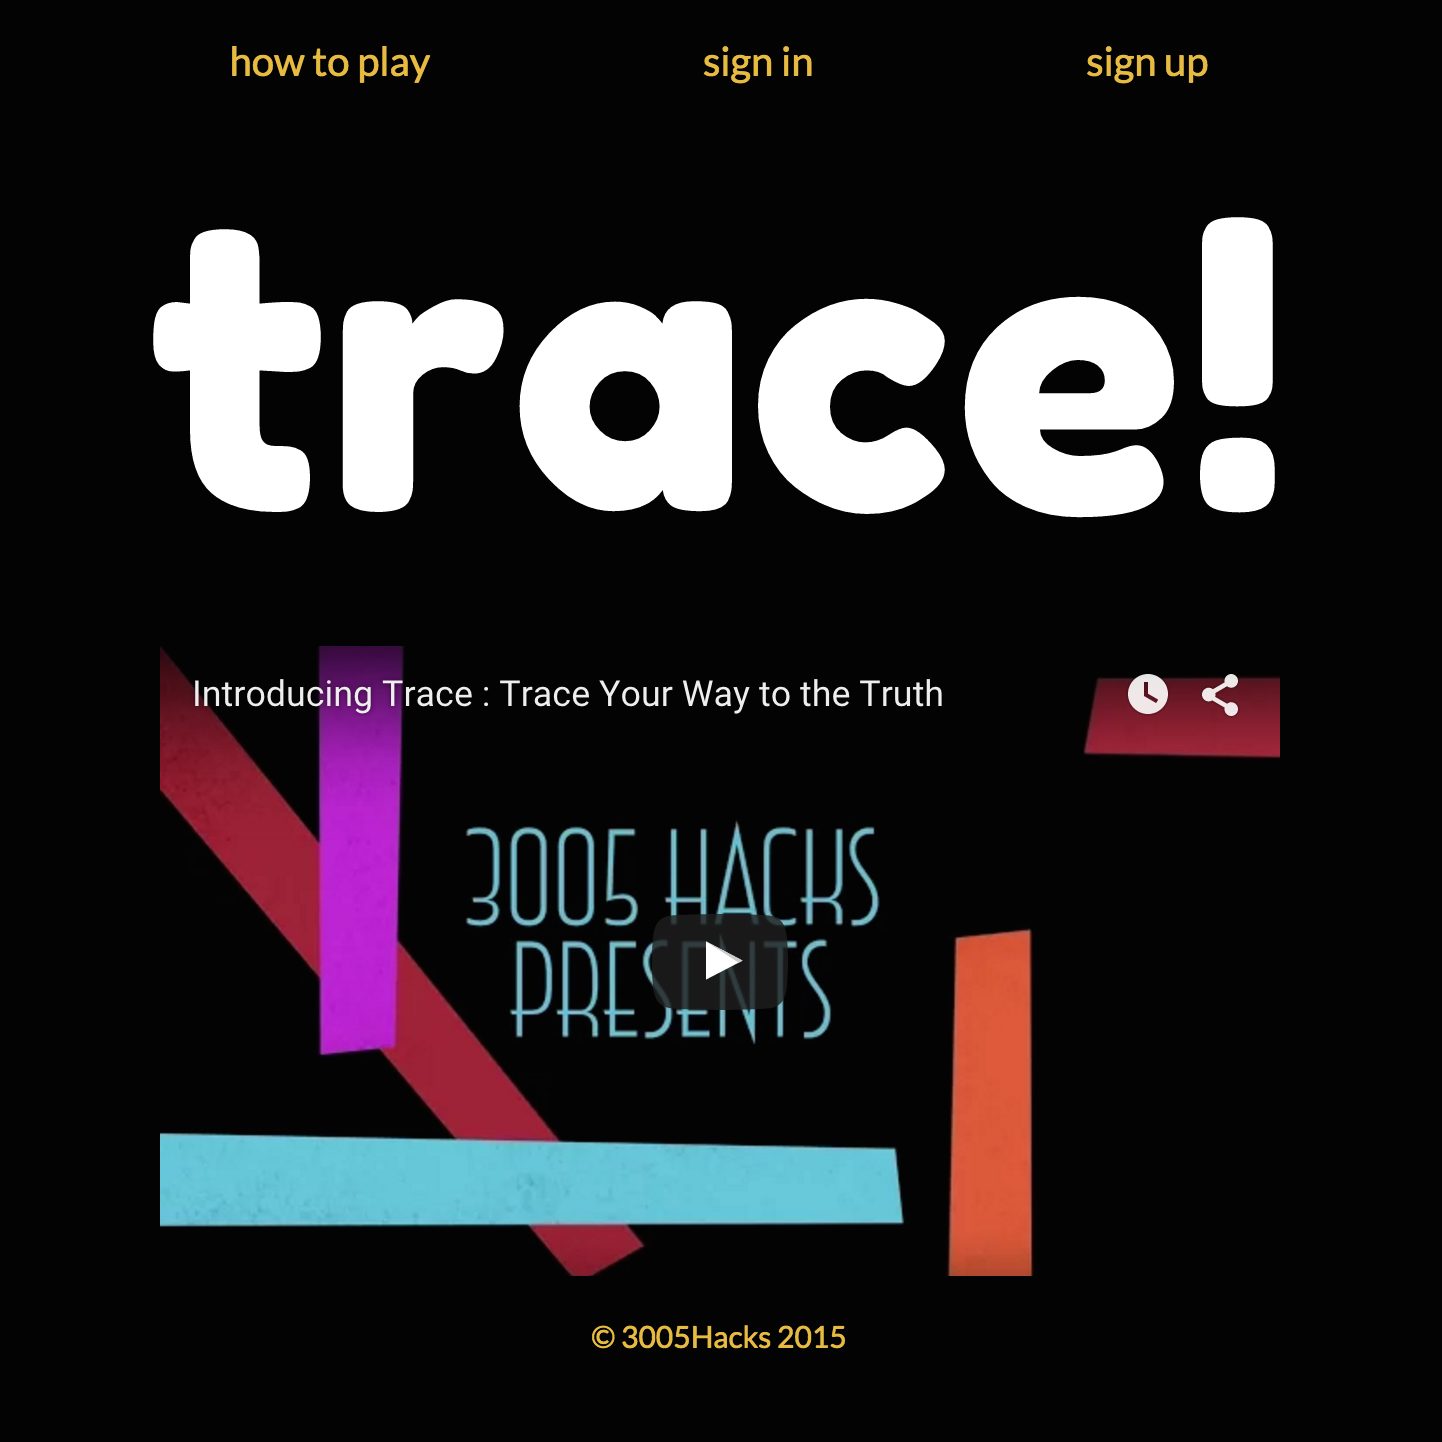 how to play sign in sign up
trace!
Introducing Trace : Trace Your Way to the Truth
3005 HACKS
PRESENTS
© 3005Hacks 2015